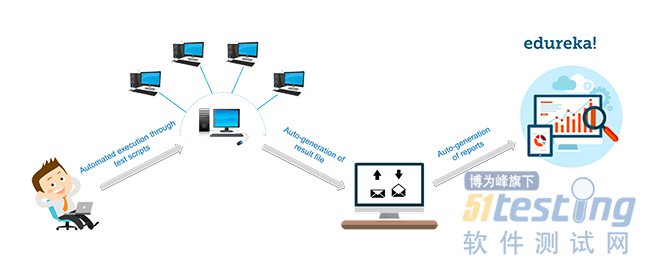 edureka!
Automated execution through
test scripts
Auto-generation of
result file
Auto-generation
of reports
博为峰旗下
51testing
软件测试网